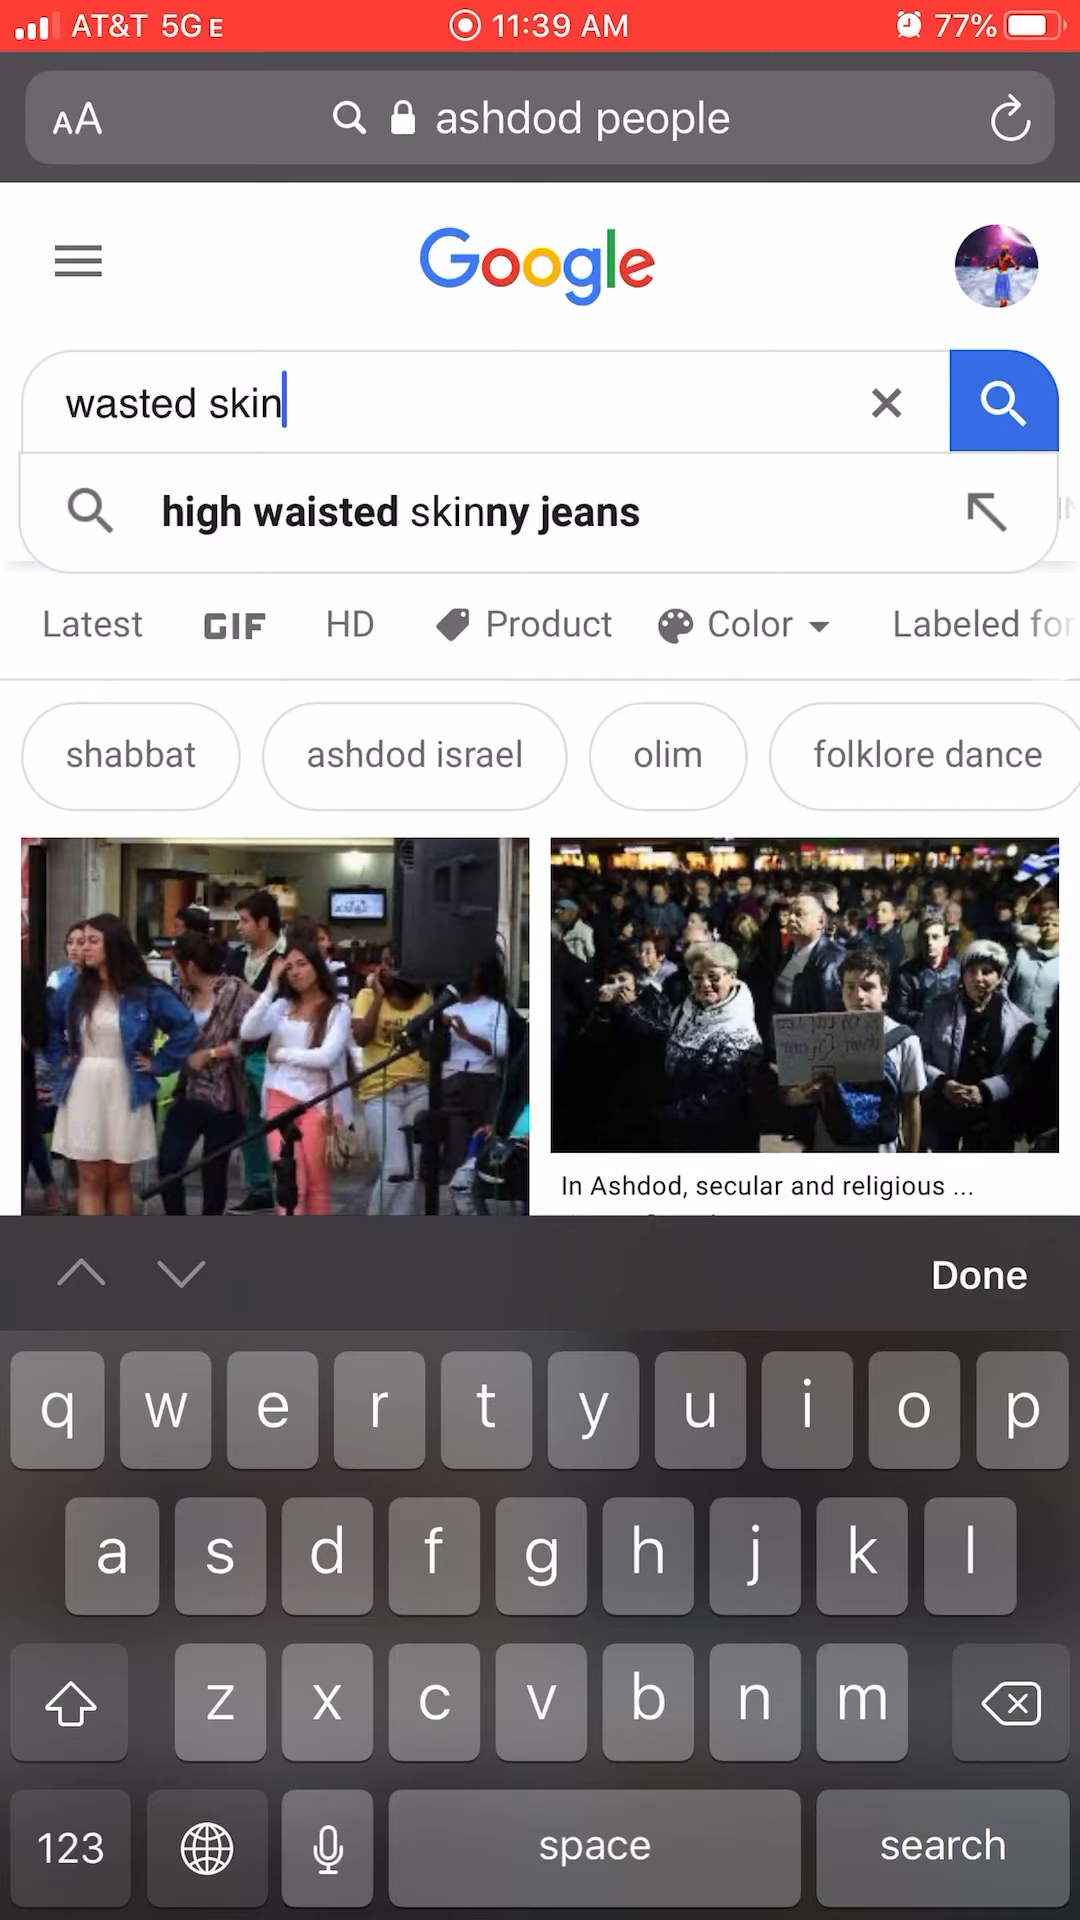 AT&T 5GE 11:39 AM 77%
AA ashdod people
Google
wasted skin
high waisted skinny jeans
Latest GIF HD Product Color Labeled for
shabbat ashdod israel olim folklore dance
In Ashdod, secular and religious ...
Done
q w e r t y u i o p
a s d f g h j k l
z x c v b n m
123 space search